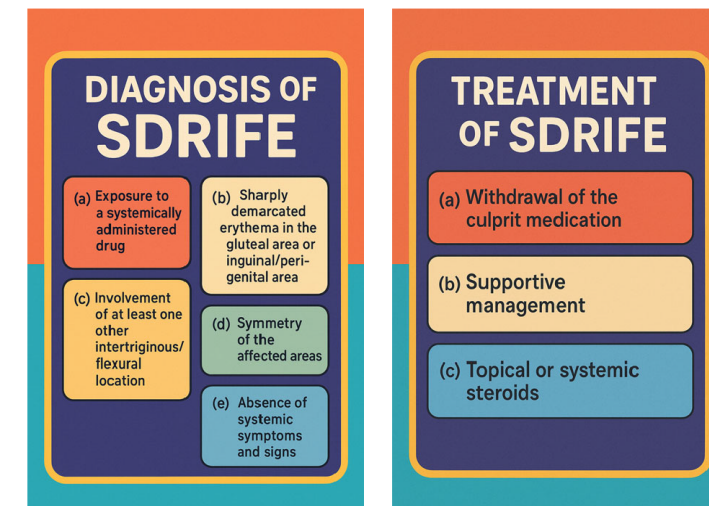 DIAGNOSIS OF
SDRIFE
(a) Exposure to
a systemically
administered
drug
(b) Sharply
demarcated
erythema in the
gluteal area or
inguinal/peri-
genital area
(c) Involvement
of at least one
other
intertriginous/
flexural
location
(d) Symmetry
of the
affected areas
(e) Absence of
systemic
symptoms
and signs
TREATMENT
OF SDRIFE
(a) Withdrawal of the
culprit medication
(b) Supportive
management
(c) Topical or systemic
steroids